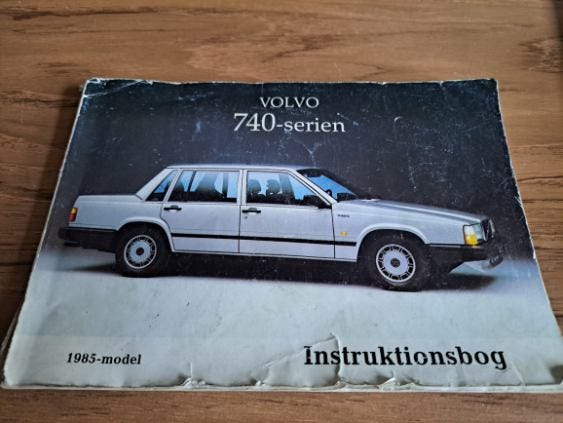 VOLVO
740-serien
1985-model
Instruktionsbog